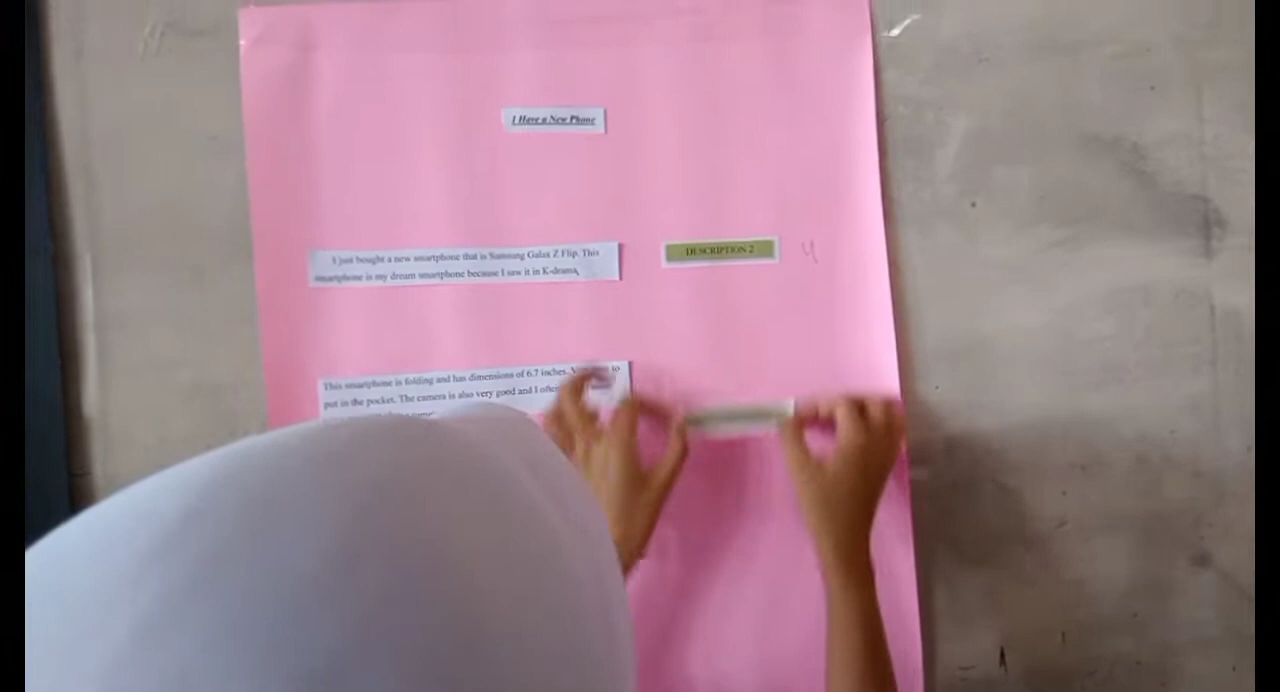 I Have a New Phone
I just bought a new smartphone that is Samsung Galax Z Flip. This
smartphone is my dream smartphone because I saw it in K-drama,
DESCRIPTION 2
This smartphone is folding and has dimensions of 6.7 inches. to
put in the pocket. The camera is also very good and I often